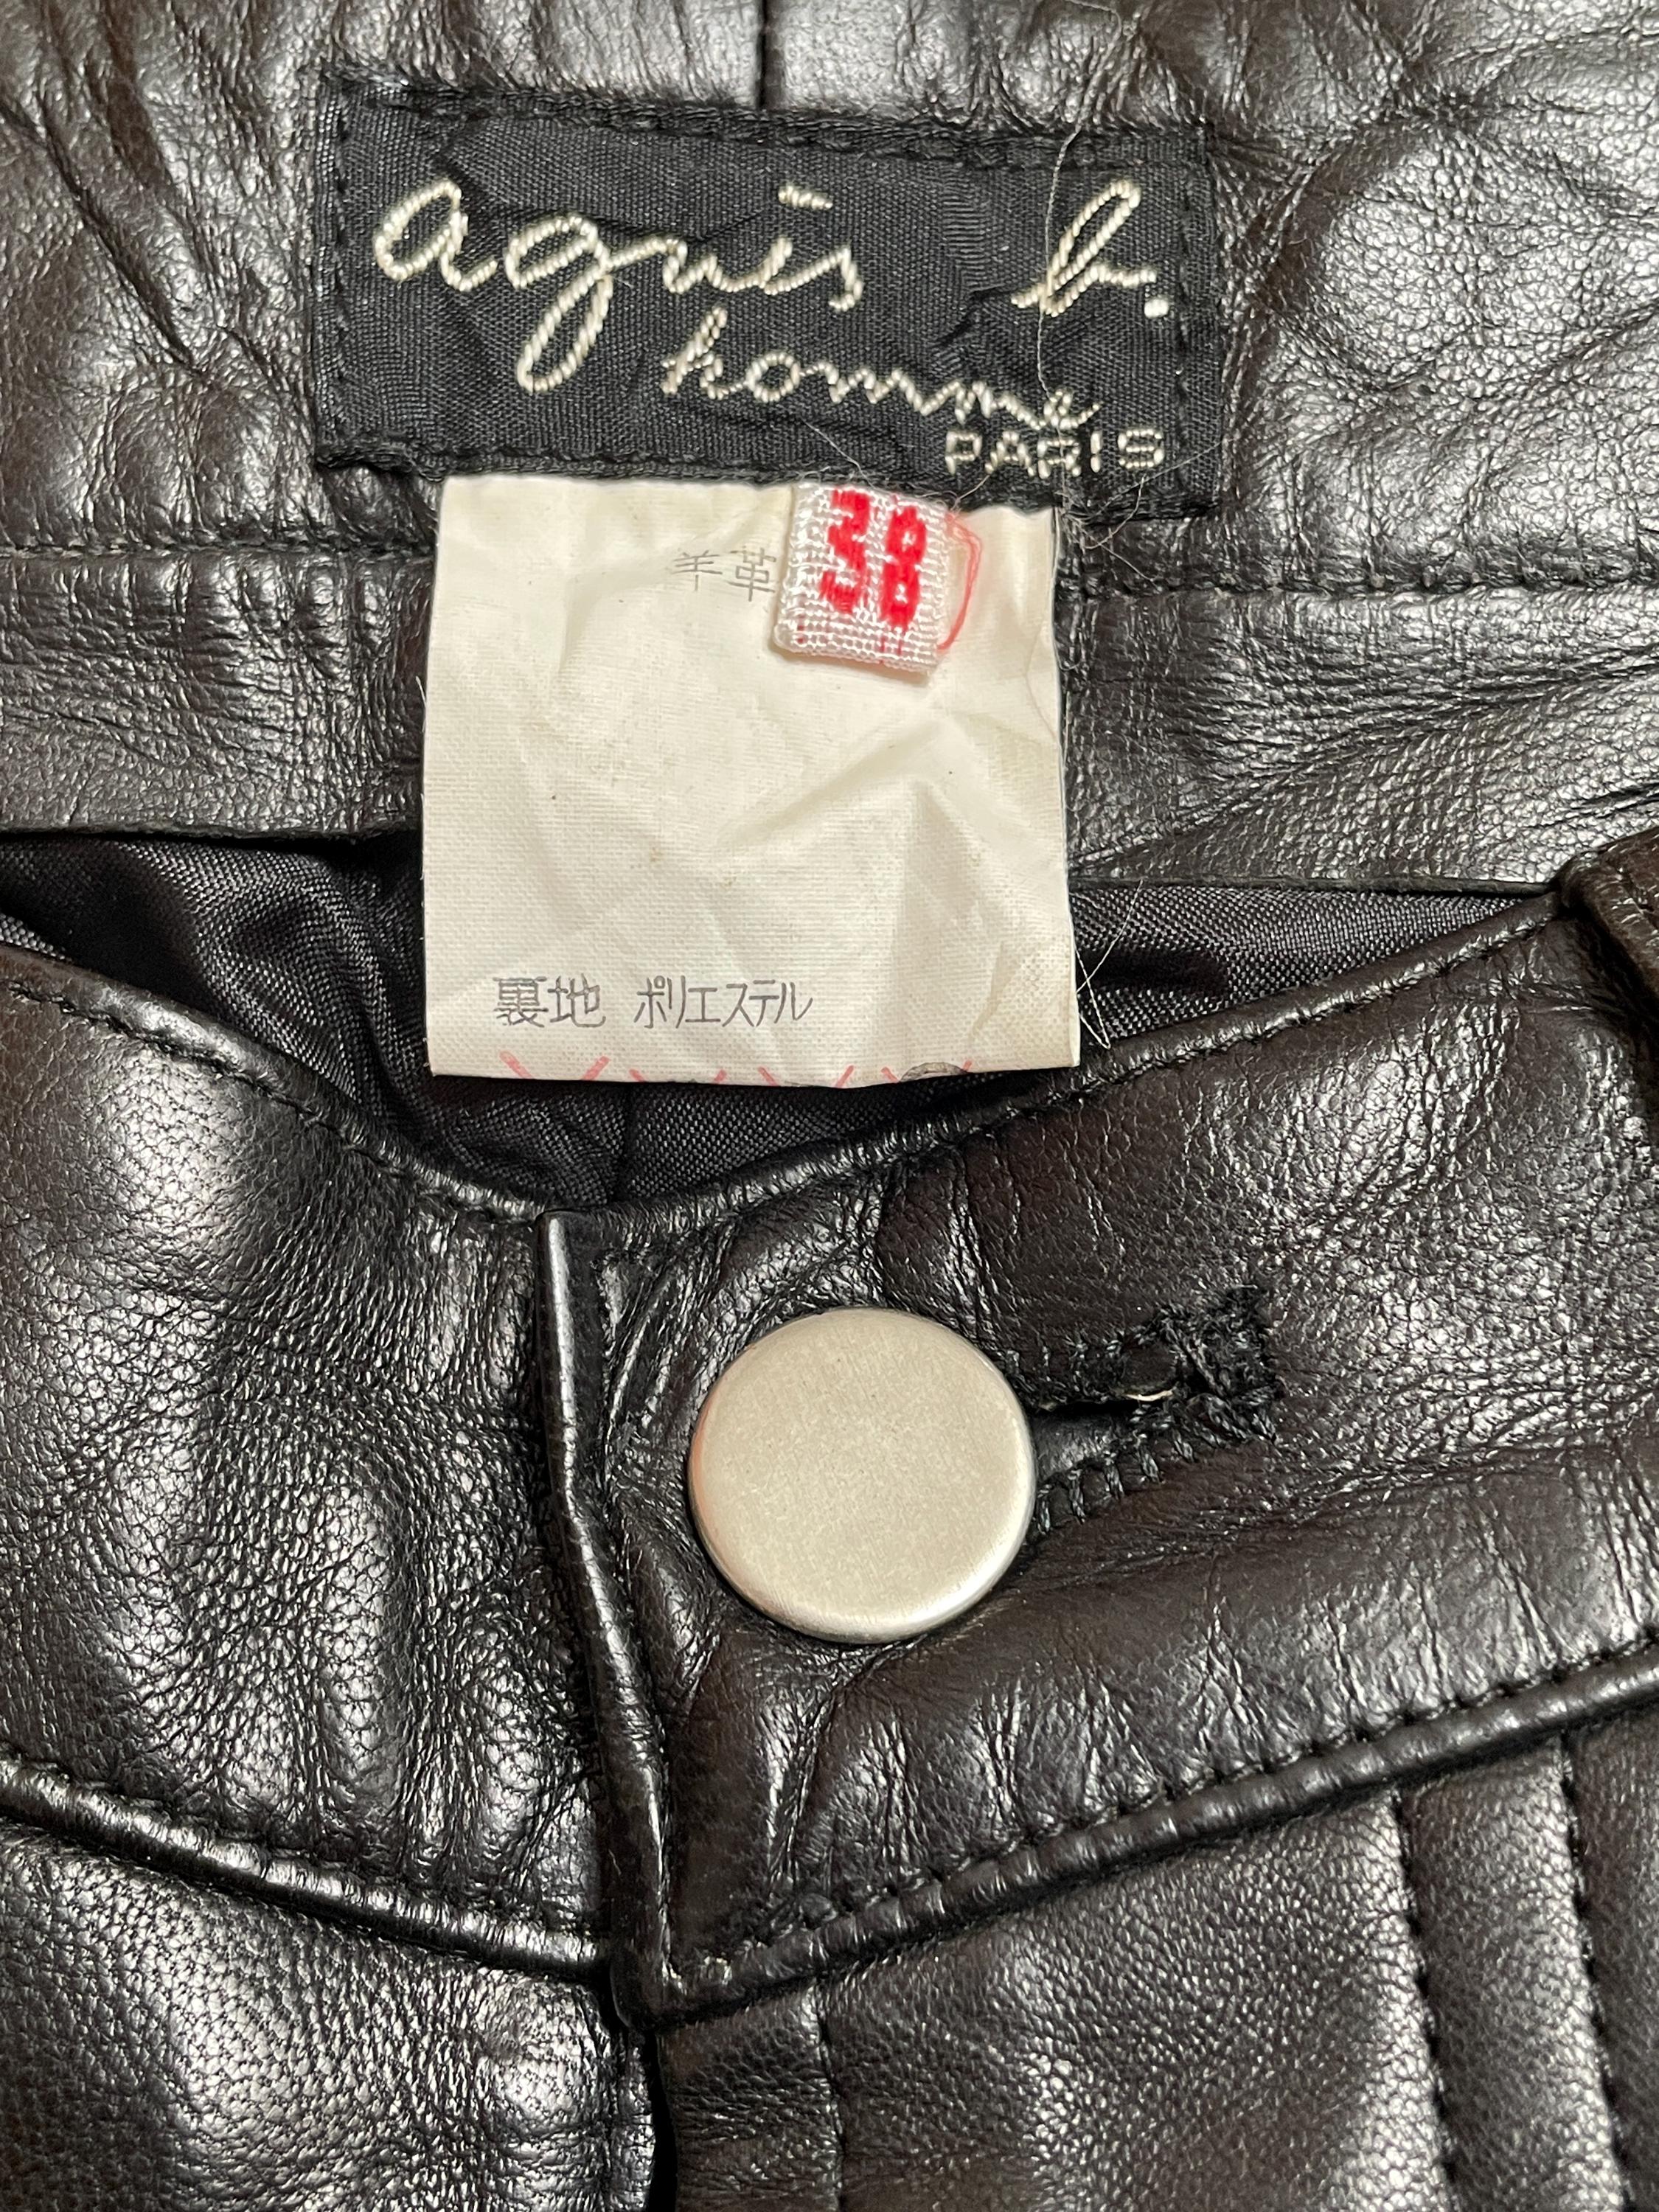 agnès b.
homme
PARIS
38
羊革
裏地 ポリエステル